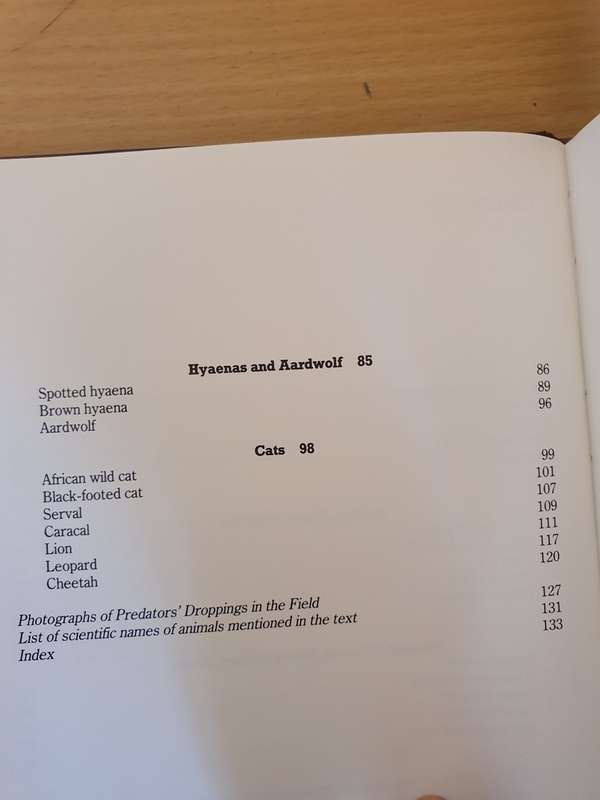 Hyaenas and Aardwolf 85
Spotted hyaena 86
Brown hyaena 89
Aardwolf 96
Cats 98
African wild cat 99
Black-footed cat 101
Serval 107
Caracal 109
Lion 111
Leopard 117
Cheetah 120
Photographs of Predators' Droppings in the Field 127
List of scientific names of animals mentioned in the text 131
Index 133